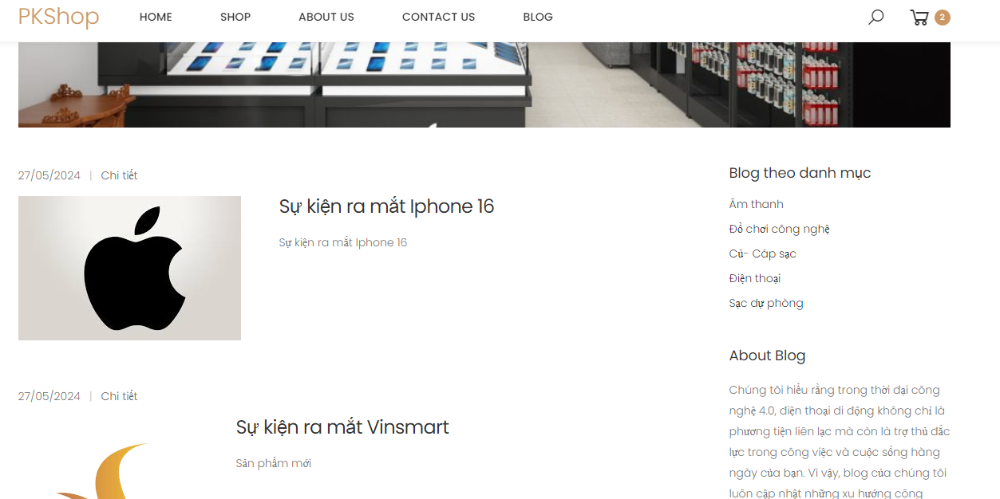 PKShop
HOME
SHOP
ABOUT US
CONTACT US
BLOG
2
27/05/2024 | Chi tiết
Sự kiện ra mắt Iphone 16
Sự kiện ra mắt Iphone 16
27/05/2024 | Chi tiết
Sự kiện ra mắt Vinsmart
Sản phẩm mới
Blog theo danh mục
Âm thanh
Đồ chơi công nghệ
Củ- Cáp sạc
Điện thoại
Sạc dự phòng
About Blog
Chúng tôi hiểu rằng trong thời đại công
nghệ 4.0, điện thoại di động không chỉ là
phương tiện liên lạc mà còn là trợ thủ đắc
lực trong công việc và cuộc sống hàng
ngày của bạn. Vì vậy, blog của chúng tôi
luôn cập nhật những xu hướng công